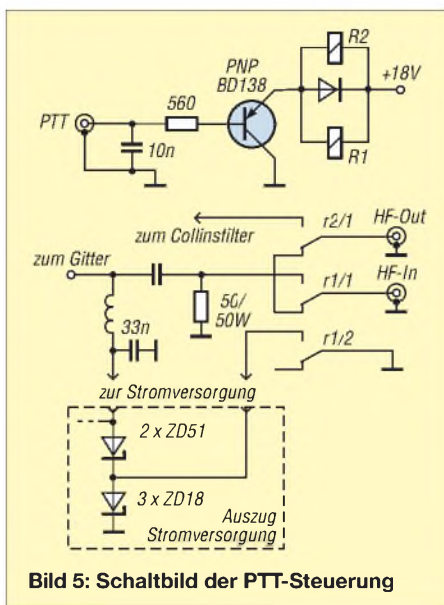 R2
PNP
BD138
+18V
PTT
560
10n
R1
zum Collinsfilter
r2/1
HF-Out
zum Gitter
r1/1
HF-In
50/
50W
33n
r1/2
zur Stromversorgung
2 x ZD51
3 x ZD18
Auszug
Stromversorgung
Bild 5: Schaltbild der PTT-Steuerung